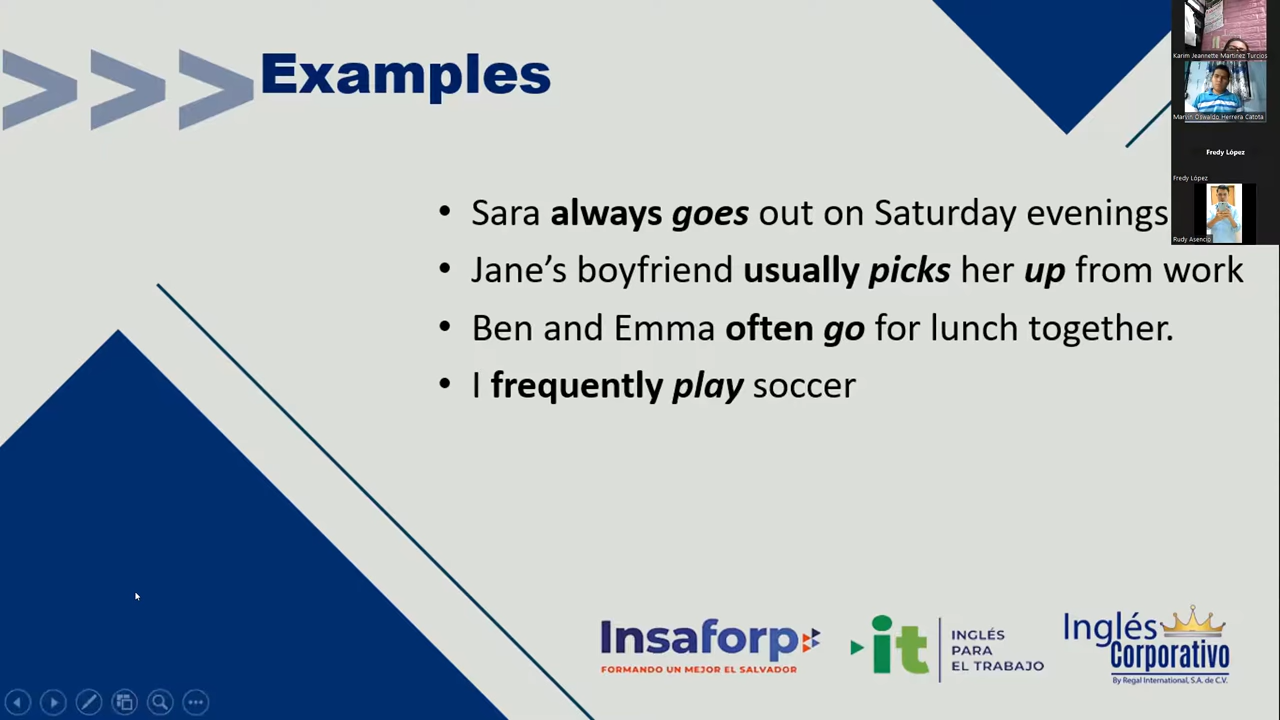 Examples
• Sara always goes out on Saturday evenings
• Jane’s boyfriend usually picks her up from work
• Ben and Emma often go for lunch together.
• I frequently play soccer
Karim Jeannette Martinez Turcios
Marvin Oswaldo Herrera Catota
Fredy López
Fredy López
Rudy Asencio
Insaforp
FORMANDO UN MEJOR EL SALVADOR
it
INGLÉS
PARA
EL TRABAJO
Inglés
Corporativo
By Regal International, S.A. de C.V.